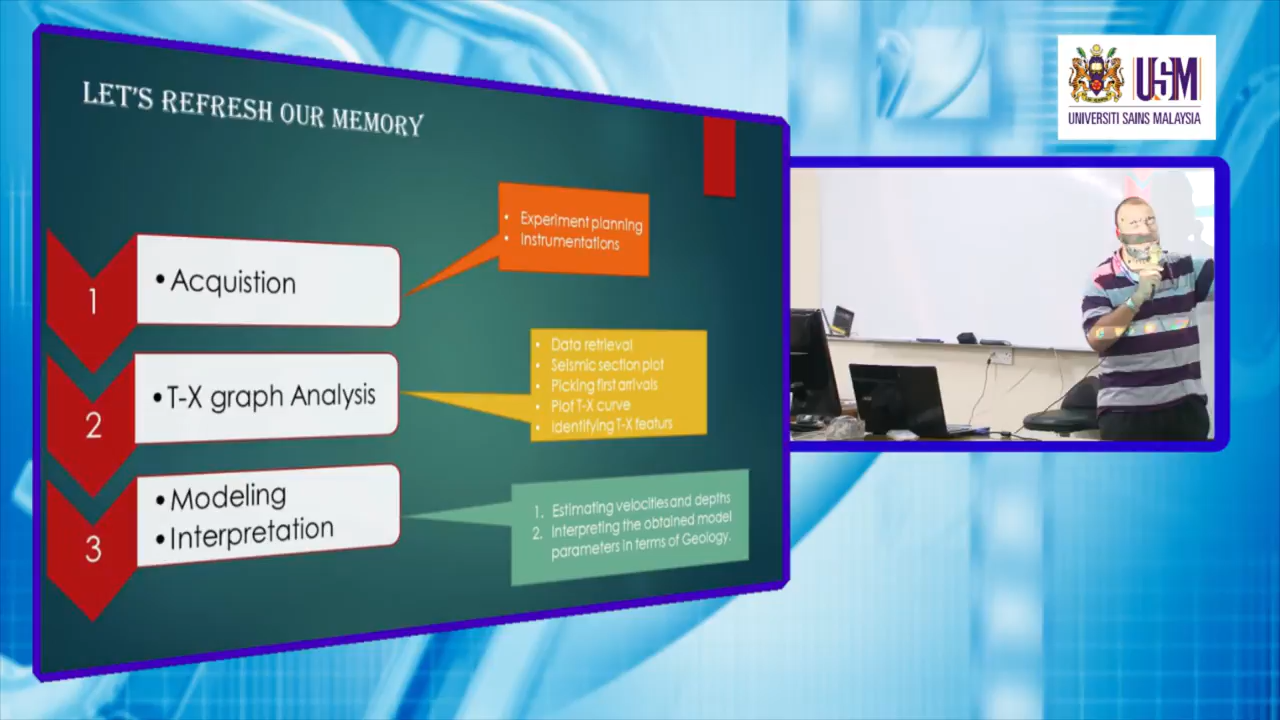 LET'S REFRESH OUR MEMORY
USM
UNIVERSITI SAINS MALAYSIA
• Experiment planning
• Instrumentations
1
• Acquistion
2
• T-X graph Analysis
• Data retrieval
• Seismic section plot
• Picking first arrivals
• Plot T-X curve
• Identifying T-X featurs
3
• Modeling
• Interpretation
1. Estimating velocities and depths
2. Interpreting the obtained model
parameters in terms of Geology.